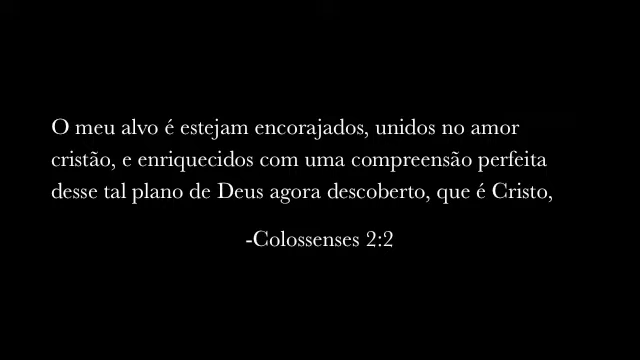 O meu alvo é estejam encorajados, unidos no amor
cristão, e enriquecidos com uma compreensão perfeita
desse tal plano de Deus agora descoberto, que é Cristo,
-Colossenses 2:2